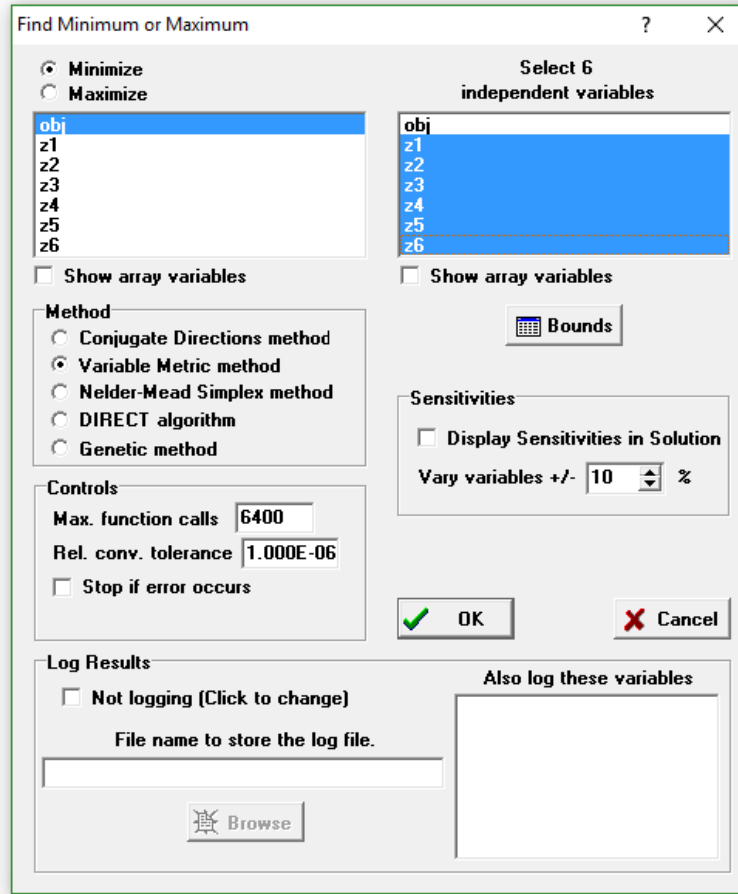 Find Minimum or Maximum
?
Minimize
Maximize
obj
z1
z2
z3
z4
z5
z6
Show array variables
Select 6
independent variables
obj
z1
z2
z3
z4
z5
z6
Show array variables
Bounds
Method
Conjugate Directions method
Variable Metric method
Nelder-Mead Simplex method
DIRECT algorithm
Genetic method
Sensitivities
Display Sensitivities in Solution
Vary variables +/- 10 %
Controls
Max. function calls 6400
Rel. conv. tolerance 1.000E-06
Stop if error occurs
OK
Cancel
Log Results
Not logging (Click to change)
File name to store the log file.
Browse
Also log these variables